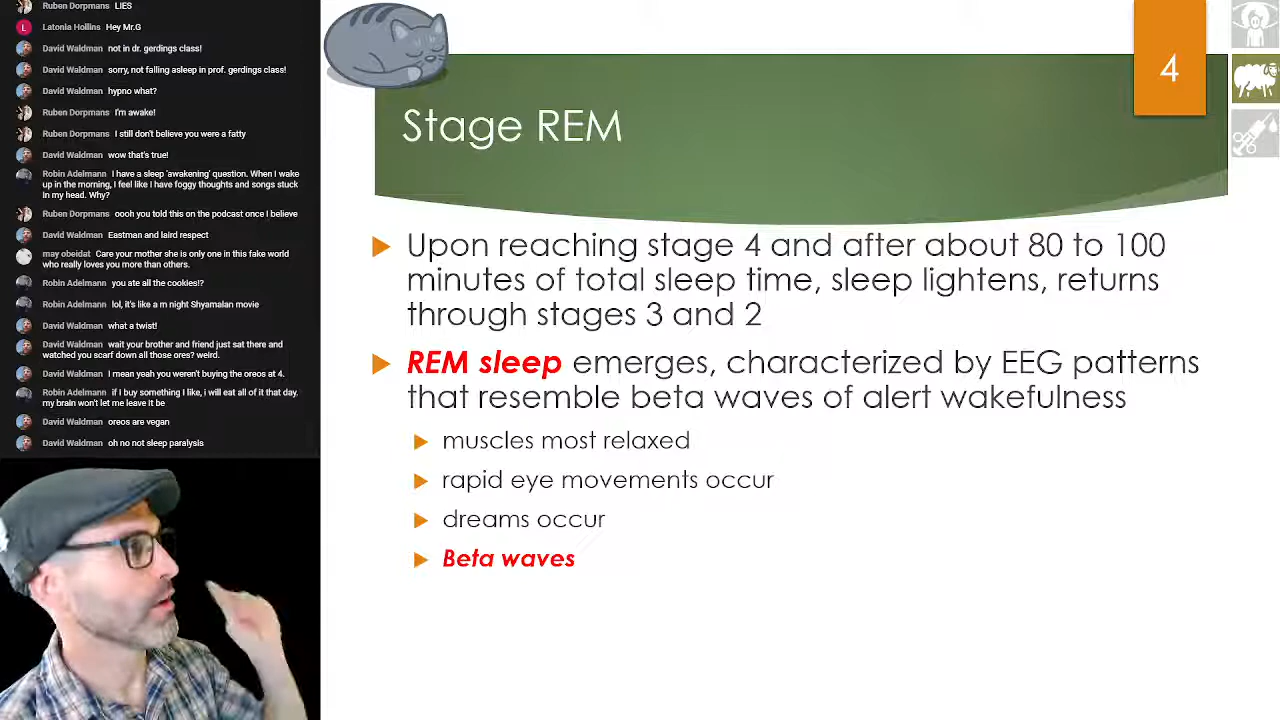 Ruben Dorpmans LIES
Latonia Hollins Hey Mr.G
David Waldman not in dr. gerdings class!
David Waldman sorry, not falling asleep in prof. gerdings class!
David Waldman hypno what?
Ruben Dorpmans I'm awake!
Ruben Dorpmans I still don't believe you were a fatty
David Waldman wow that's true!
Robin Adelmann I have a sleep 'awakening' question. When I wake
up in the morning, I feel like I have foggy thoughts and songs stuck
in my head. Why?
Ruben Dorpmans oooh you told this on the podcast once I believe
David Waldman Eastman and laird respect
may obeidat Care your mother she is only one in this fake world
who really loves you more than others.
Robin Adelmann you ate all the cookies!?
Robin Adelmann lol, it's like a m night Shyamalan movie
David Waldman what a twist!
David Waldman wait your brother and friend just sat there and
watched you scarf down all those ores? weird.
David Waldman I mean yeah you weren't buying the oreos at 4.
Robin Adelmann if I buy something I like, i will eat all of it that day.
my brain won't let me leave it be
David Waldman oreos are vegan
David Waldman oh no not sleep paralysis
L
4
Stage REM
Upon reaching stage 4 and after about 80 to 100
minutes of total sleep time, sleep lightens, returns
through stages 3 and 2
REM sleep emerges, characterized by EEG patterns
that resemble beta waves of alert wakefulness
muscles most relaxed
rapid eye movements occur
dreams occur
Beta waves